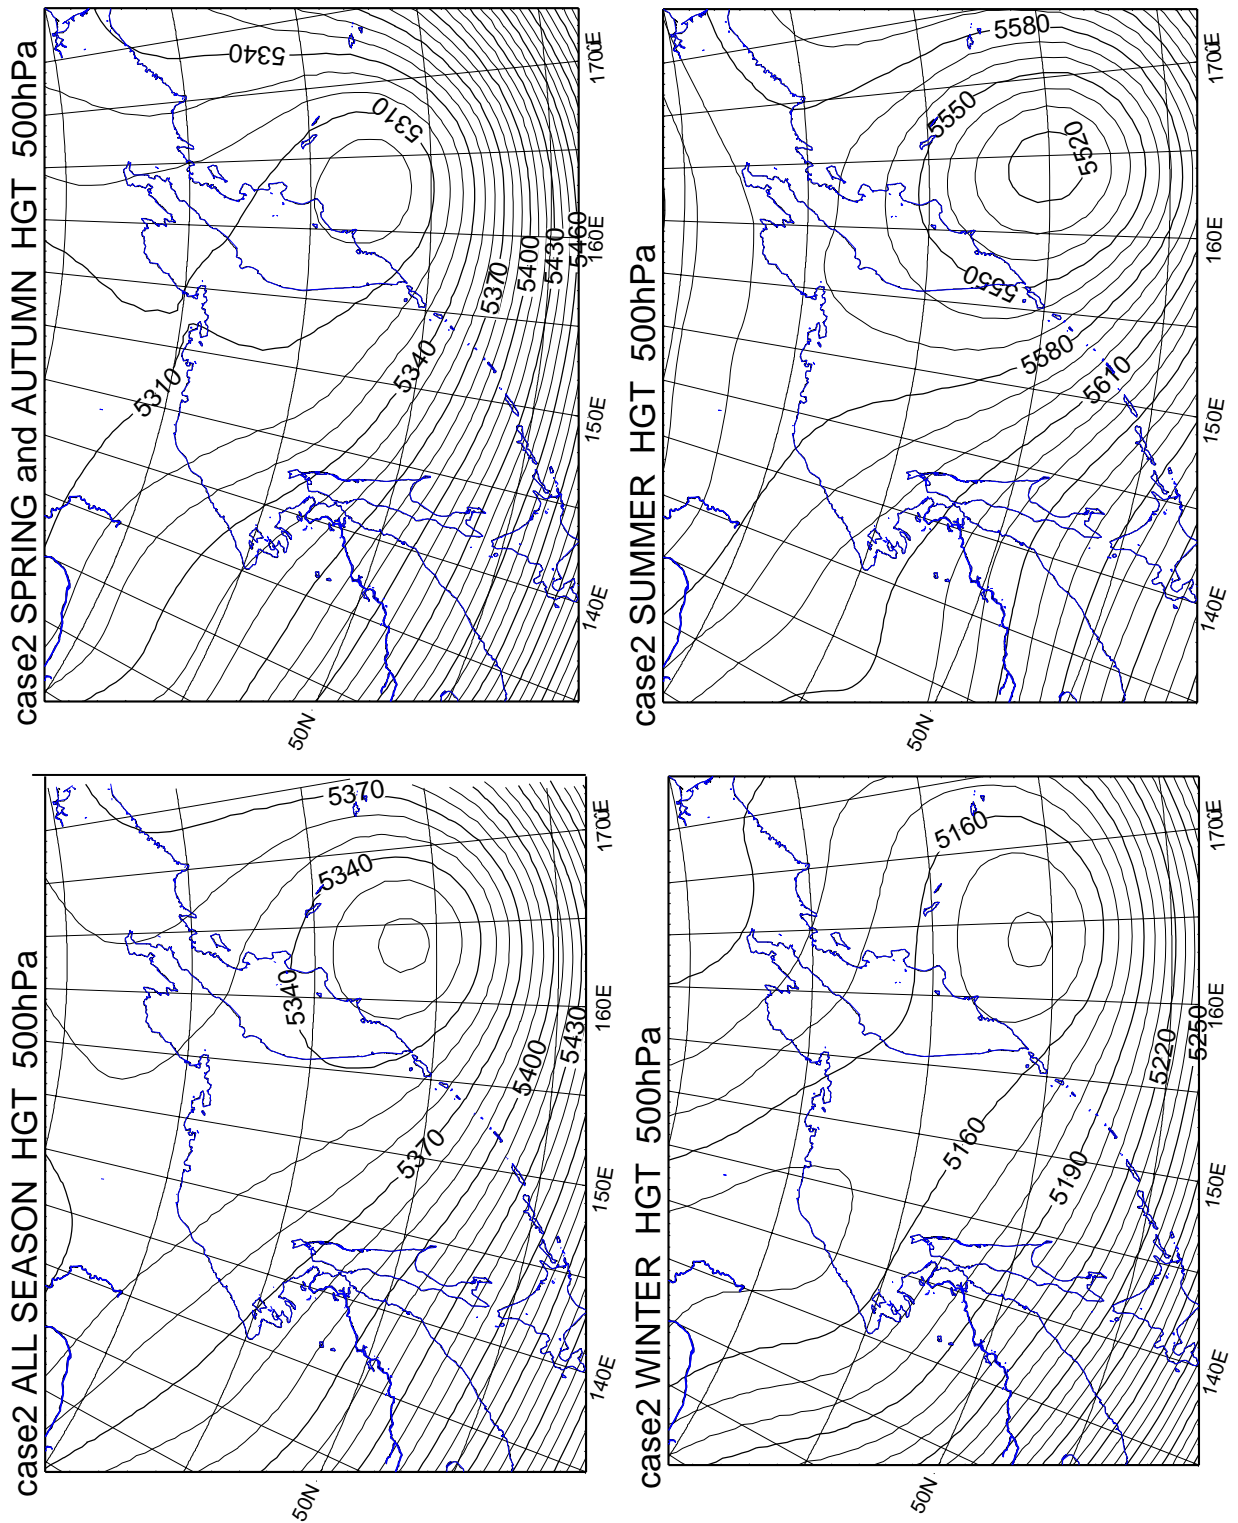 case2 ALL SEASON HGT 500hPa
5370
5340
5340
5430
5400
5370
50N
140E
150E
160E
170E
case2 SPRING and AUTUMN HGT 500hPa
5340
5310
5460
5430
5400
5370
5340
5310
50N
140E
150E
160E
170E
case2 WINTER HGT 500hPa
5160
5250
5220
5160
5190
50N
140E
150E
160E
170E
case2 SUMMER HGT 500hPa
5580
5550
5520
5550
5580
5610
50N
140E
150E
160E
170E